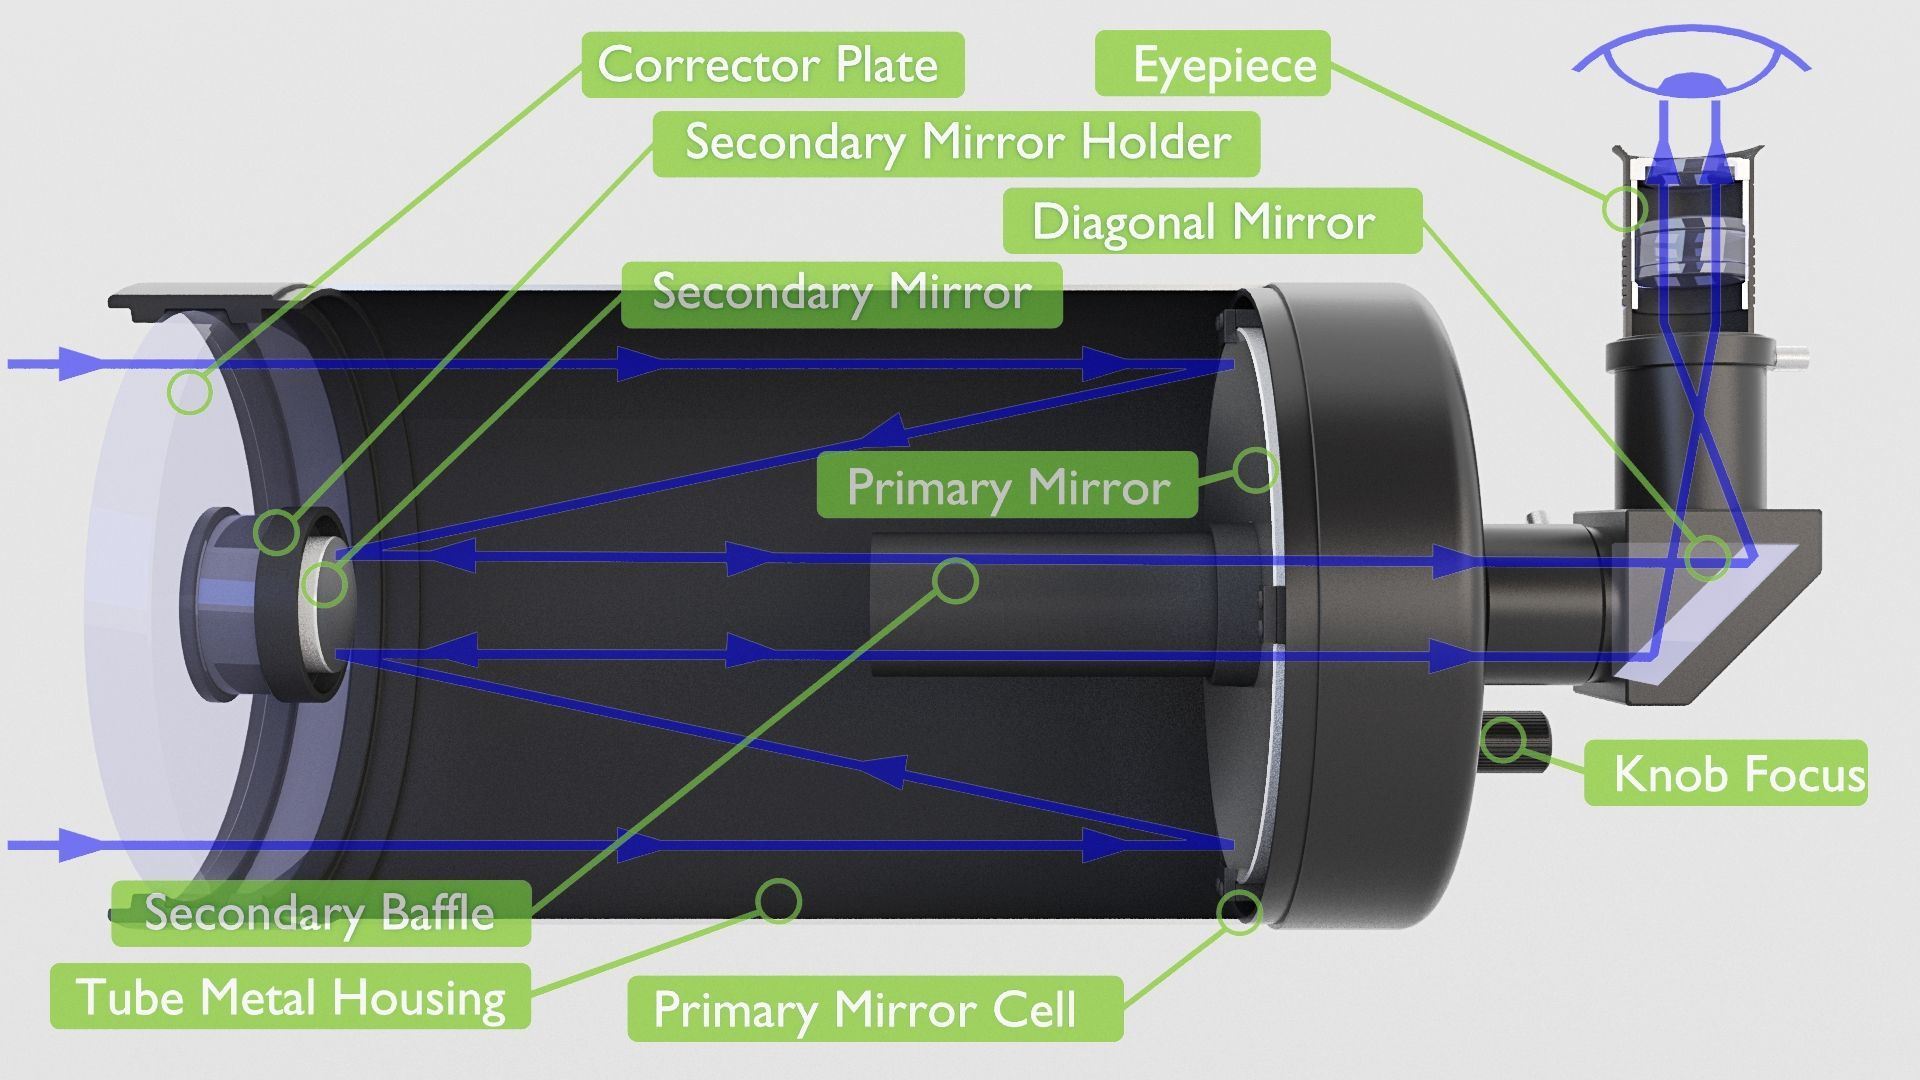 Corrector Plate
Eyepiece
Secondary Mirror Holder
Diagonal Mirror
Secondary Mirror
Primary Mirror
Knob Focus
Secondary Baffle
Tube Metal Housing
Primary Mirror Cell